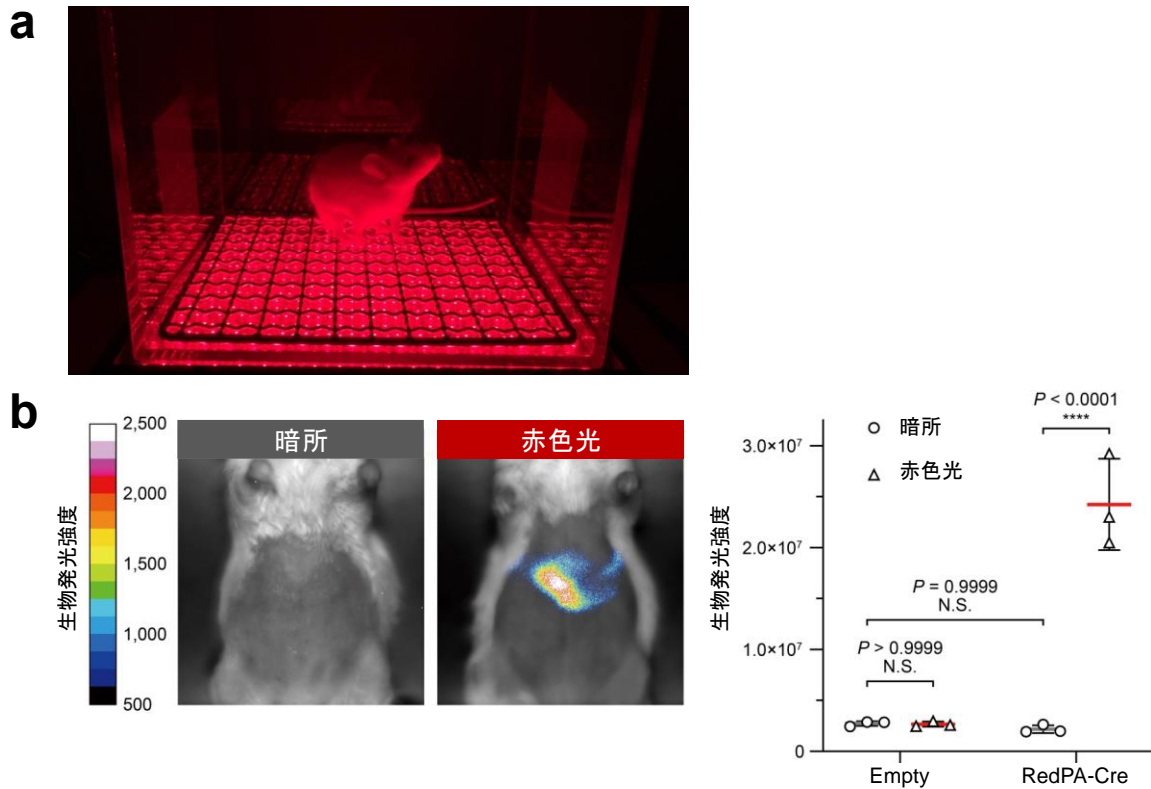 a
b
2,500
2,000
1,500
1,000
500
生物発光強度
暗所
赤色光
生物発光強度
3.0×10⁷
2.0×10⁷
1.0×10⁷
0
暗所
赤色光
P < 0.0001
****
P = 0.9999
N.S.
P > 0.9999
N.S.
Empty
RedPA-Cre